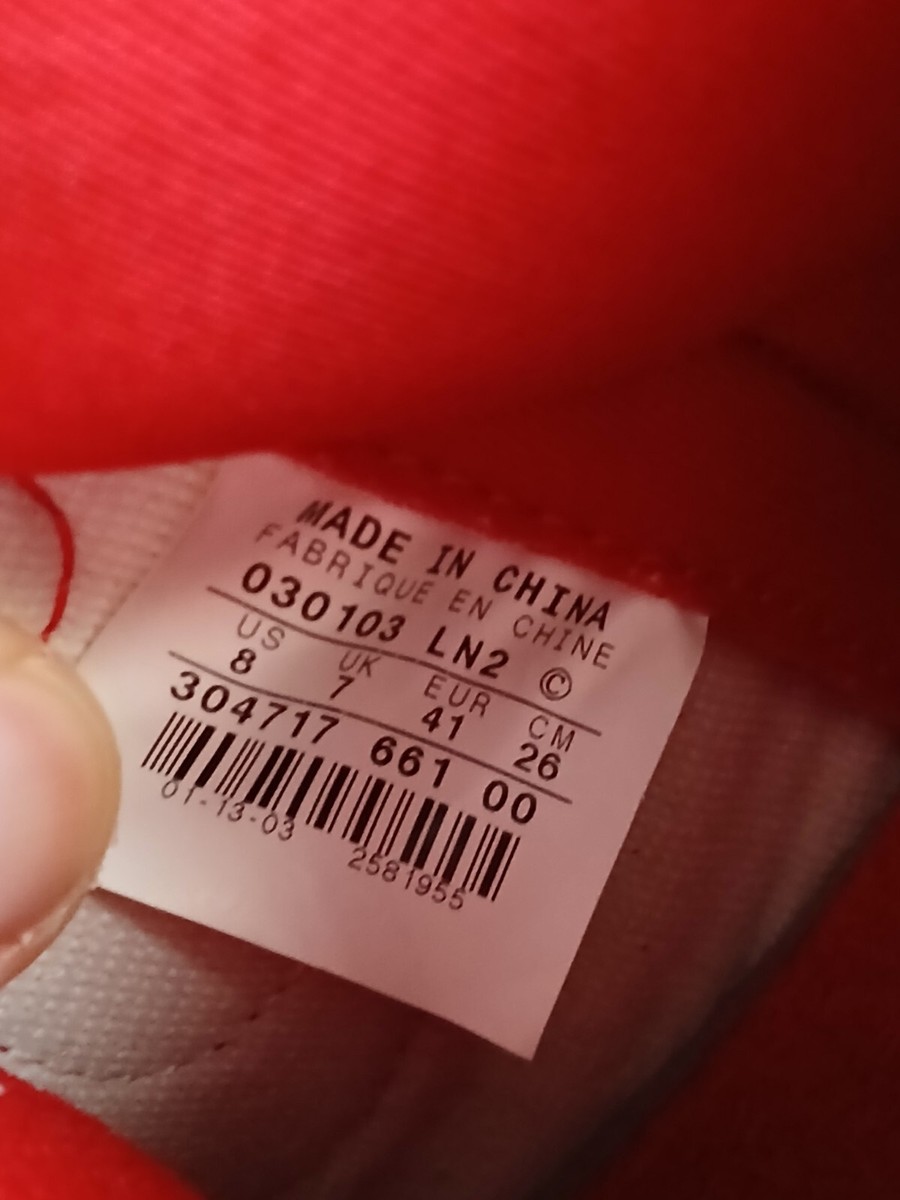 MADE IN CHINA
FABRIQUE EN CHINE
030103 LN2 ©
US UK EUR CM
8 7 41 26
304717 661 00
01-13-03 2581955